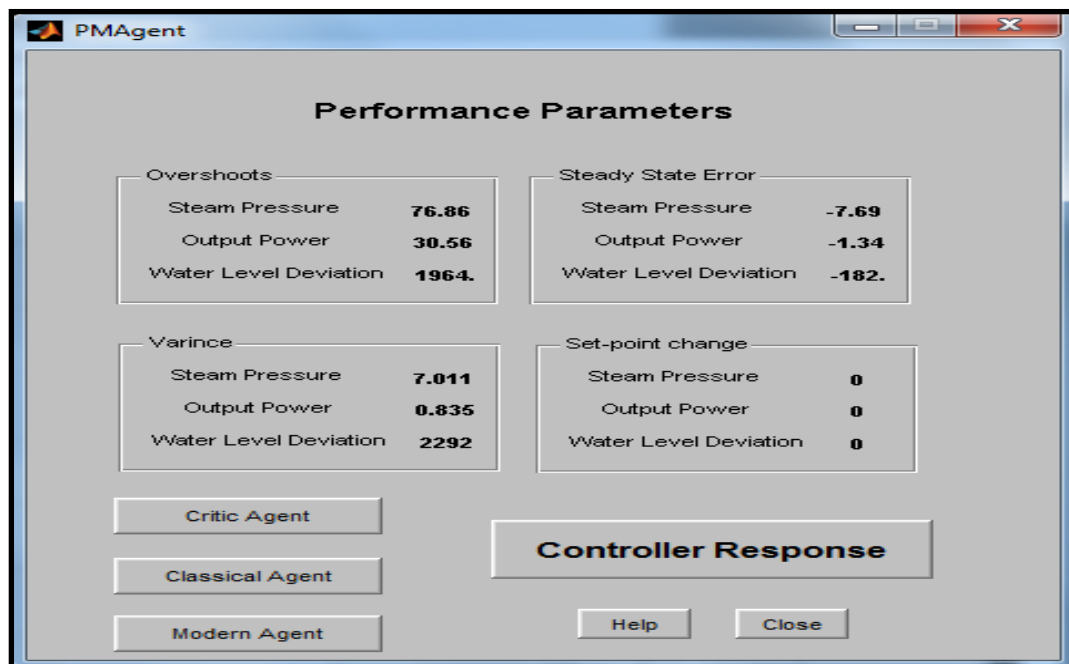 PMAgent
Performance Parameters
Overshoots
Steam Pressure 76.86
Output Power 30.56
Water Level Deviation 1964.
Steady State Error
Steam Pressure -7.69
Output Power -1.34
Water Level Deviation -182.
Varince
Steam Pressure 7.011
Output Power 0.835
Water Level Deviation 2292
Set-point change
Steam Pressure 0
Output Power 0
Water Level Deviation 0
Critic Agent
Classical Agent
Modern Agent
Controller Response
Help
Close